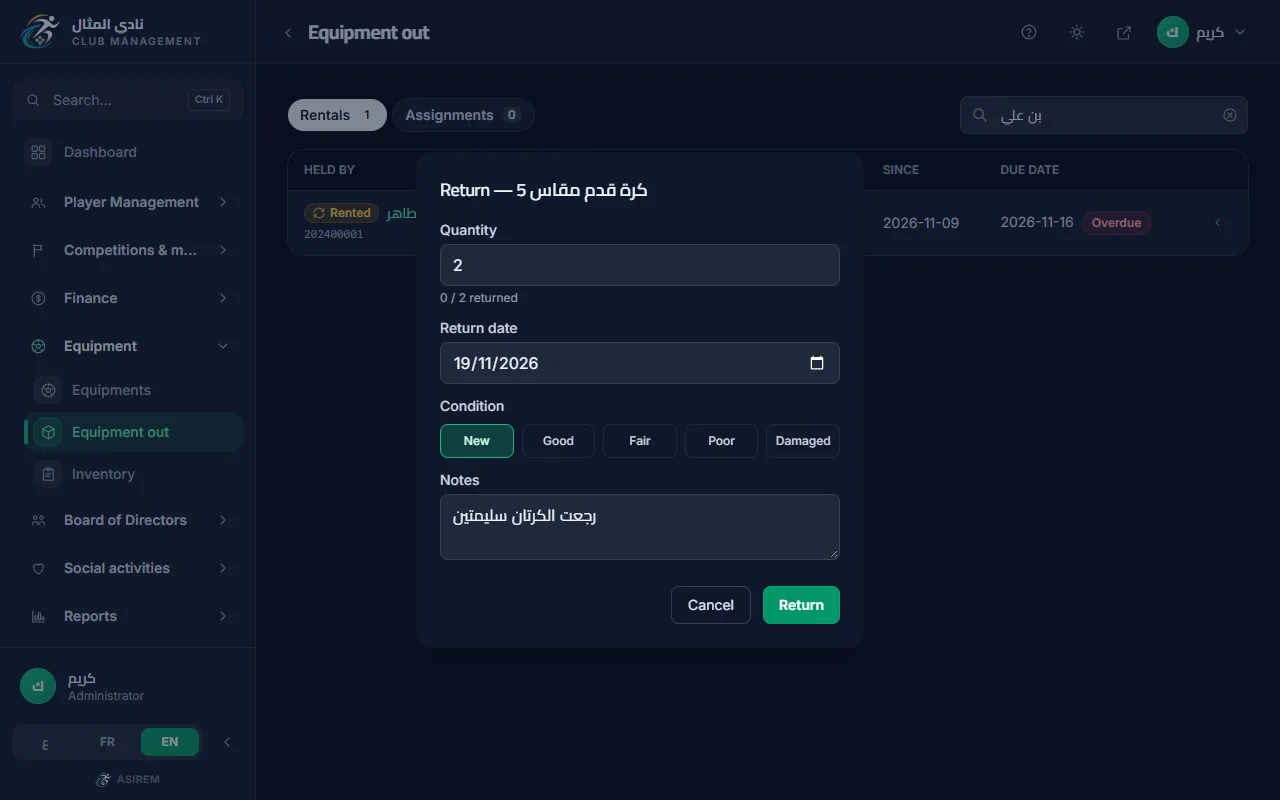 نادي المثال
CLUB MANAGEMENT
Search...
Ctrl K
Dashboard
Player Management
Competitions & m...
Finance
Equipment
Equipments
Equipment out
Inventory
Board of Directors
Social activities
Reports
ك
كريم
Administrator
ع
FR
EN
ASIREM
Equipment out
ك
كريم
Rentals 1
Assignments 0
بن علي
HELD BY
SINCE
DUE DATE
Rented
طاهر
202400001
2026-11-09
2026-11-16
Overdue
Return — كرة قدم مقاس 5
Quantity
2
0 / 2 returned
Return date
19/11/2026
Condition
New
Good
Fair
Poor
Damaged
Notes
رجعت الكرتان سليمتين
Cancel
Return